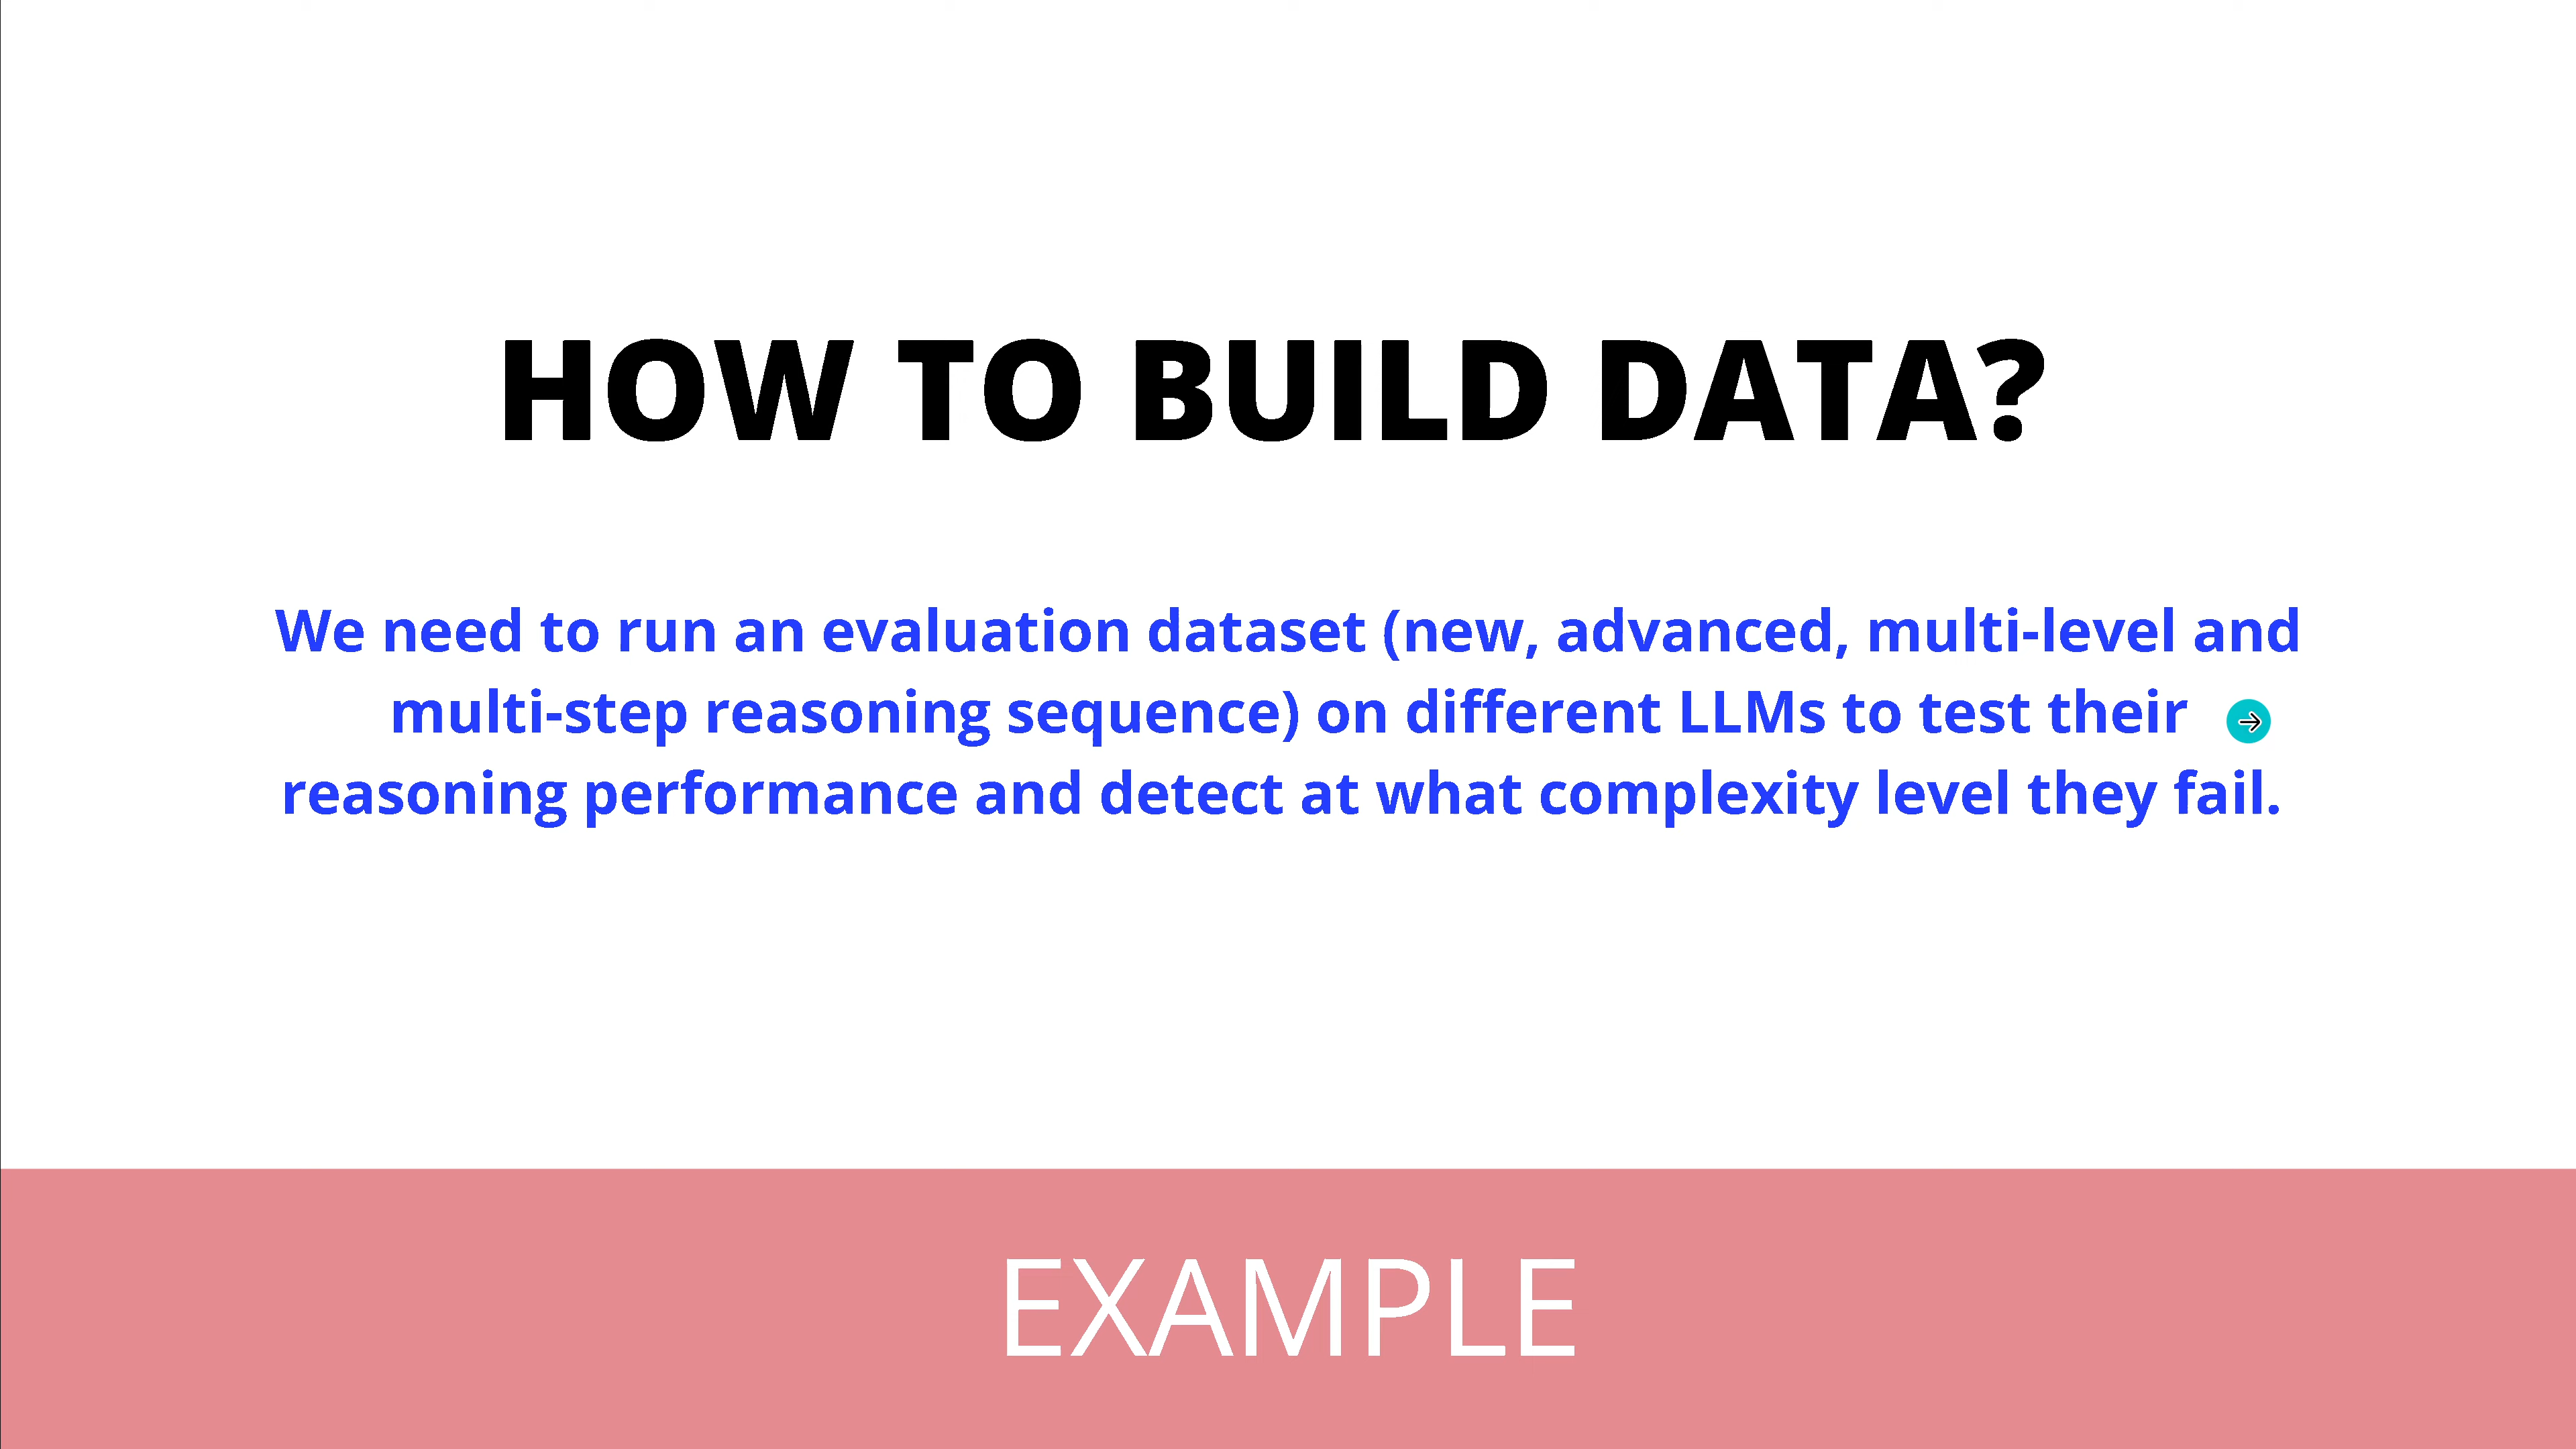 HOW TO BUILD DATA?
We need to run an evaluation dataset (new, advanced, multi-level and
multi-step reasoning sequence) on different LLMs to test their
reasoning performance and detect at what complexity level they fail.
EXAMPLE